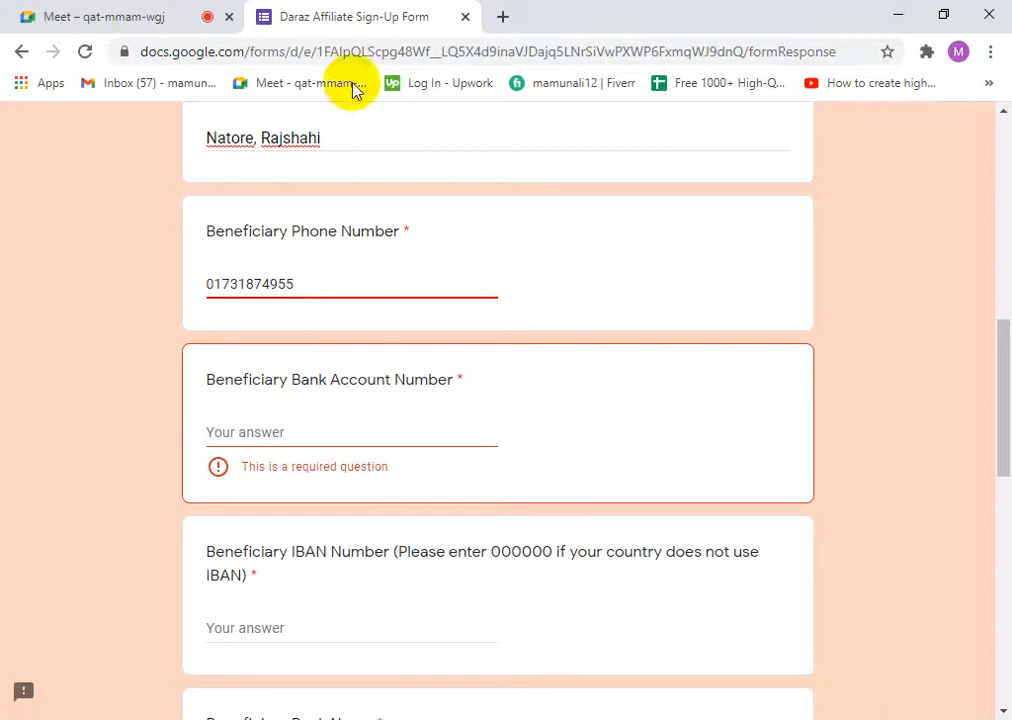 Meet – qat-mmam-wgj
Daraz Affiliate Sign-Up Form
docs.google.com/forms/d/e/1FAIpQLScpg48Wf__LQ5X4d9inaVJDajq5LNrSiVwPXWP6FxmqWJ9dnQ/formResponse
M
Apps
Inbox (57) - mamun...
Meet - qat-mmam-...
Up
Log In - Upwork
fi
mamunali12 | Fiverr
Free 1000+ High-Q...
How to create high...
»
Natore, Rajshahi
Beneficiary Phone Number *
01731874955
Beneficiary Bank Account Number *
Your answer
This is a required question
Beneficiary IBAN Number (Please enter 000000 if your country does not use
IBAN) *
Your answer